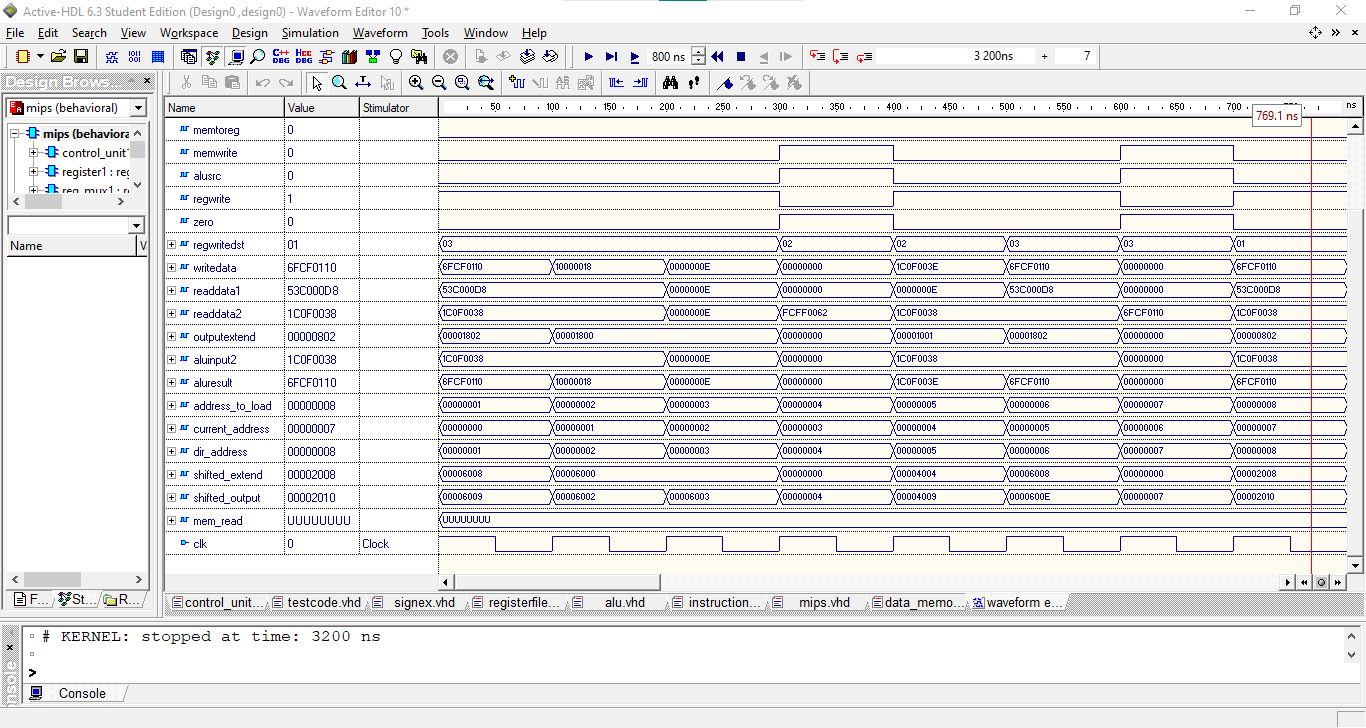 Active-HDL 6.3 Student Edition (Design0 ,design0) - Waveform Editor 10 *
File Edit Search View Workspace Design Simulation Waveform Tools Window Help
C++ DBG HCG DBG 800 ns 3 200ns + 7
Design Brows...
mips (behavioral)
mips (behaviora
control_unit
register1 : reg
reg_mux1 : r
Name V
Name Value Stimulator 50 100 150 200 250 300 350 400 450 500 550 600 650 700 ns
769.1 ns
memtoreg 0
memwrite 0
alusrc 0
regwrite 1
zero 0
regwritedst 01 03 02 02 03 03 01
writedata 6FCF0110 6FCF0110 10000018 0000000E 00000000 1C0F003E 6FCF0110 00000000 6FCF0110
readdata1 53C000D8 53C000D8 0000000E 00000000 0000000E 53C000D8 00000000 53C000D8
readdata2 1C0F0038 1C0F0038 0000000E FCFF0062 1C0F0038 6FCF0110 1C0F0038
outputextend 00000802 00001802 00001800 00000000 00001001 00001802 00000000 00000802
aluinput2 1C0F0038 1C0F0038 0000000E 00000000 1C0F0038 00000000 1C0F0038
aluresult 6FCF0110 6FCF0110 10000018 0000000E 00000000 1C0F003E 6FCF0110 00000000 6FCF0110
address_to_load 00000008 00000001 00000002 00000003 00000004 00000005 00000006 00000007 00000008
current_address 00000007 00000000 00000001 00000002 00000003 00000004 00000005 00000006 00000007
dir_address 00000008 00000001 00000002 00000003 00000004 00000005 00000006 00000007 00000008
shifted_extend 00002008 00006008 00006000 00000000 00004004 00006008 00000000 00002008
shifted_output 00002010 00006009 00006002 00006003 00000004 00004009 0000600E 00000007 00002010
mem_read UUUUUUUU UUUUUUUU
clk 0 Clock
F... St... R...
control_unit... testcode.vhd signex.vhd registerfile... alu.vhd instruction... mips.vhd data_memo... waveform e...
# KERNEL: stopped at time: 3200 ns
>
Console